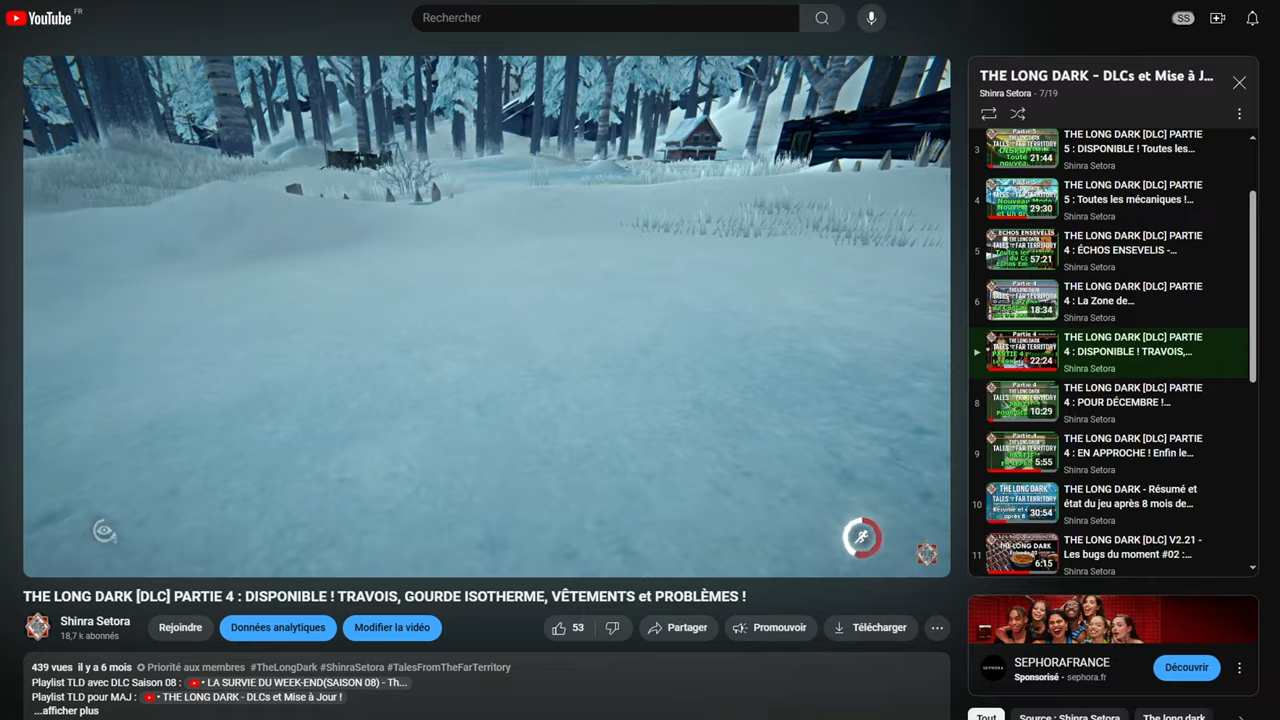 YouTube FR
Rechercher
SS
THE LONG DARK - DLCs et Mise à J...
Shinra Setora - 7/19
3
21:44
THE LONG DARK [DLC] PARTIE
5 : DISPONIBLE ! Toutes les...
Shinra Setora
4
29:30
THE LONG DARK [DLC] PARTIE
5 : Toutes les mécaniques !...
Shinra Setora
5
57:21
THE LONG DARK [DLC] PARTIE
4 : ÉCHOS ENSEVELIS -...
Shinra Setora
6
18:34
THE LONG DARK [DLC] PARTIE
4 : La Zone de...
Shinra Setora
22:24
THE LONG DARK [DLC] PARTIE
4 : DISPONIBLE ! TRAVOIS,...
Shinra Setora
8
10:29
THE LONG DARK [DLC] PARTIE
4 : POUR DÉCEMBRE !...
Shinra Setora
9
5:55
THE LONG DARK [DLC] PARTIE
4 : EN APPROCHE ! Enfin le...
Shinra Setora
10
30:54
THE LONG DARK - Résumé et
état du jeu après 8 mois de...
Shinra Setora
11
6:15
THE LONG DARK [DLC] V2.21 -
Les bugs du moment #02 :...
Shinra Setora
THE LONG DARK [DLC] PARTIE 4 : DISPONIBLE ! TRAVOIS, GOURDE ISOTHERME, VÊTEMENTS et PROBLÈMES !
Shinra Setora
18,7 k abonnés
Rejoindre
Données analytiques
Modifier la vidéo
53
Partager
Promouvoir
Télécharger
439 vues il y a 6 mois Priorité aux membres #TheLongDark #ShinraSetora #TalesFromTheFarTerritory
Playlist TLD avec DLC Saison 08 : • LA SURVIE DU WEEK-END(SAISON 08) - Th...
Playlist TLD pour MAJ : • THE LONG DARK - DLCs et Mise à Jour !
...afficher plus
SEPHORA
SEPHORAFRANCE
Sponsorisé • sephora.fr
Découvrir
Tout
Source : Shinra Setora
The long dark